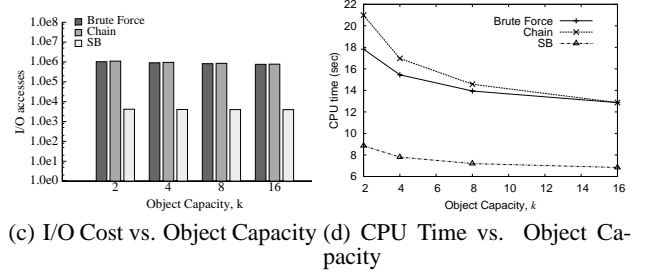 1.0e8
1.0e7
1.0e6
1.0e5
1.0e4
1.0e3
1.0e2
1.0e1
1.0e0
I/O accesses
Brute Force
Chain
SB
2 4 8 16
Object Capacity, k
22
20
18
16
14
12
10
8
6
CPU time (sec)
Brute Force
Chain
SB
2 4 6 8 10 12 14 16
Object Capacity, k
(c) I/O Cost vs. Object Capacity
(d) CPU Time vs. Object Ca-
pacity